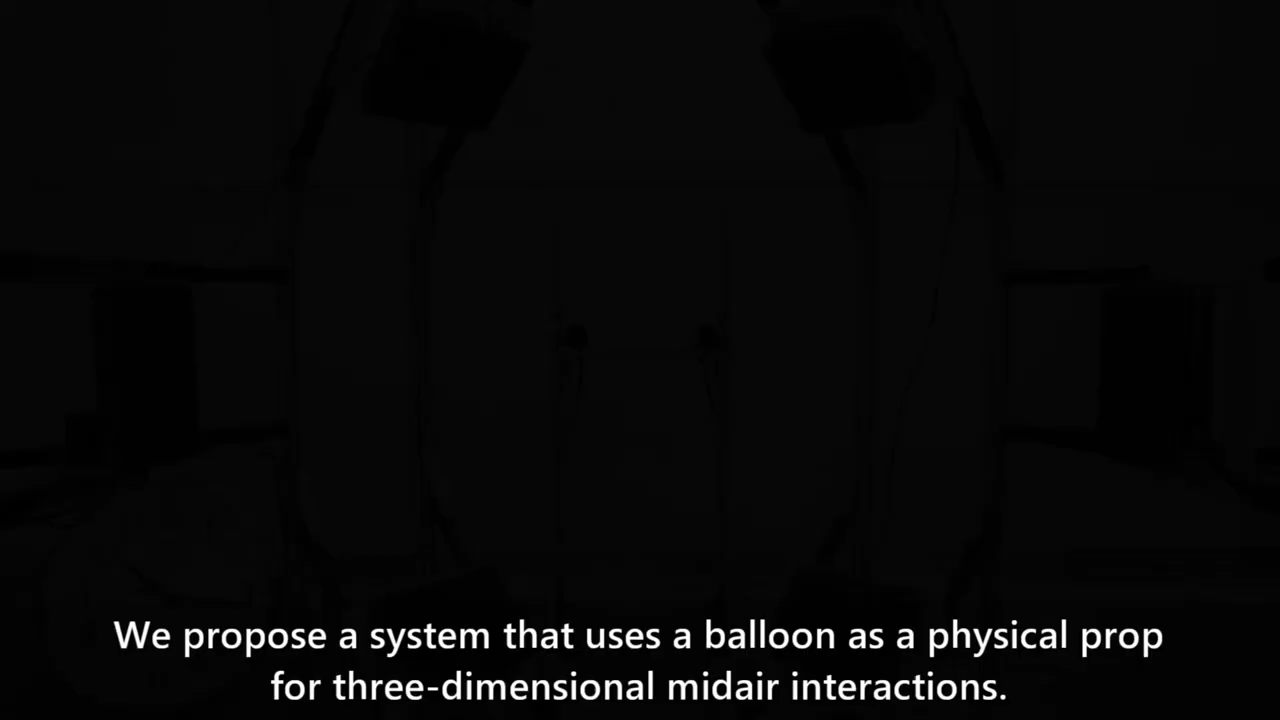 We propose a system that uses a balloon as a physical prop
for three-dimensional midair interactions.